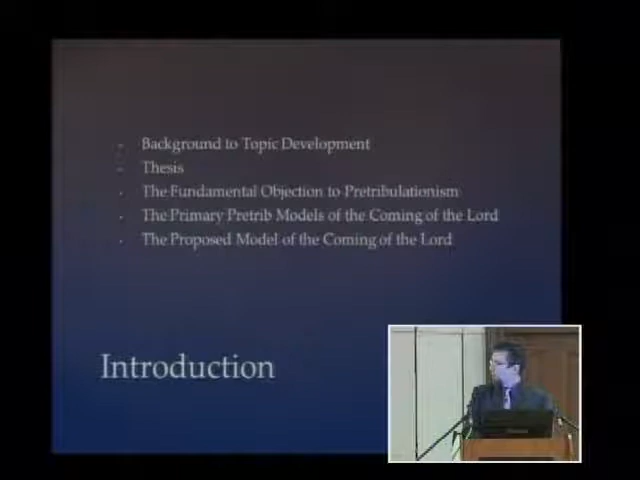 Background to Topic Development
Thesis
The Fundamental Objection to Pretribulationism
The Primary Pretrib Models of the Coming of the Lord
The Proposed Model of the Coming of the Lord
Introduction